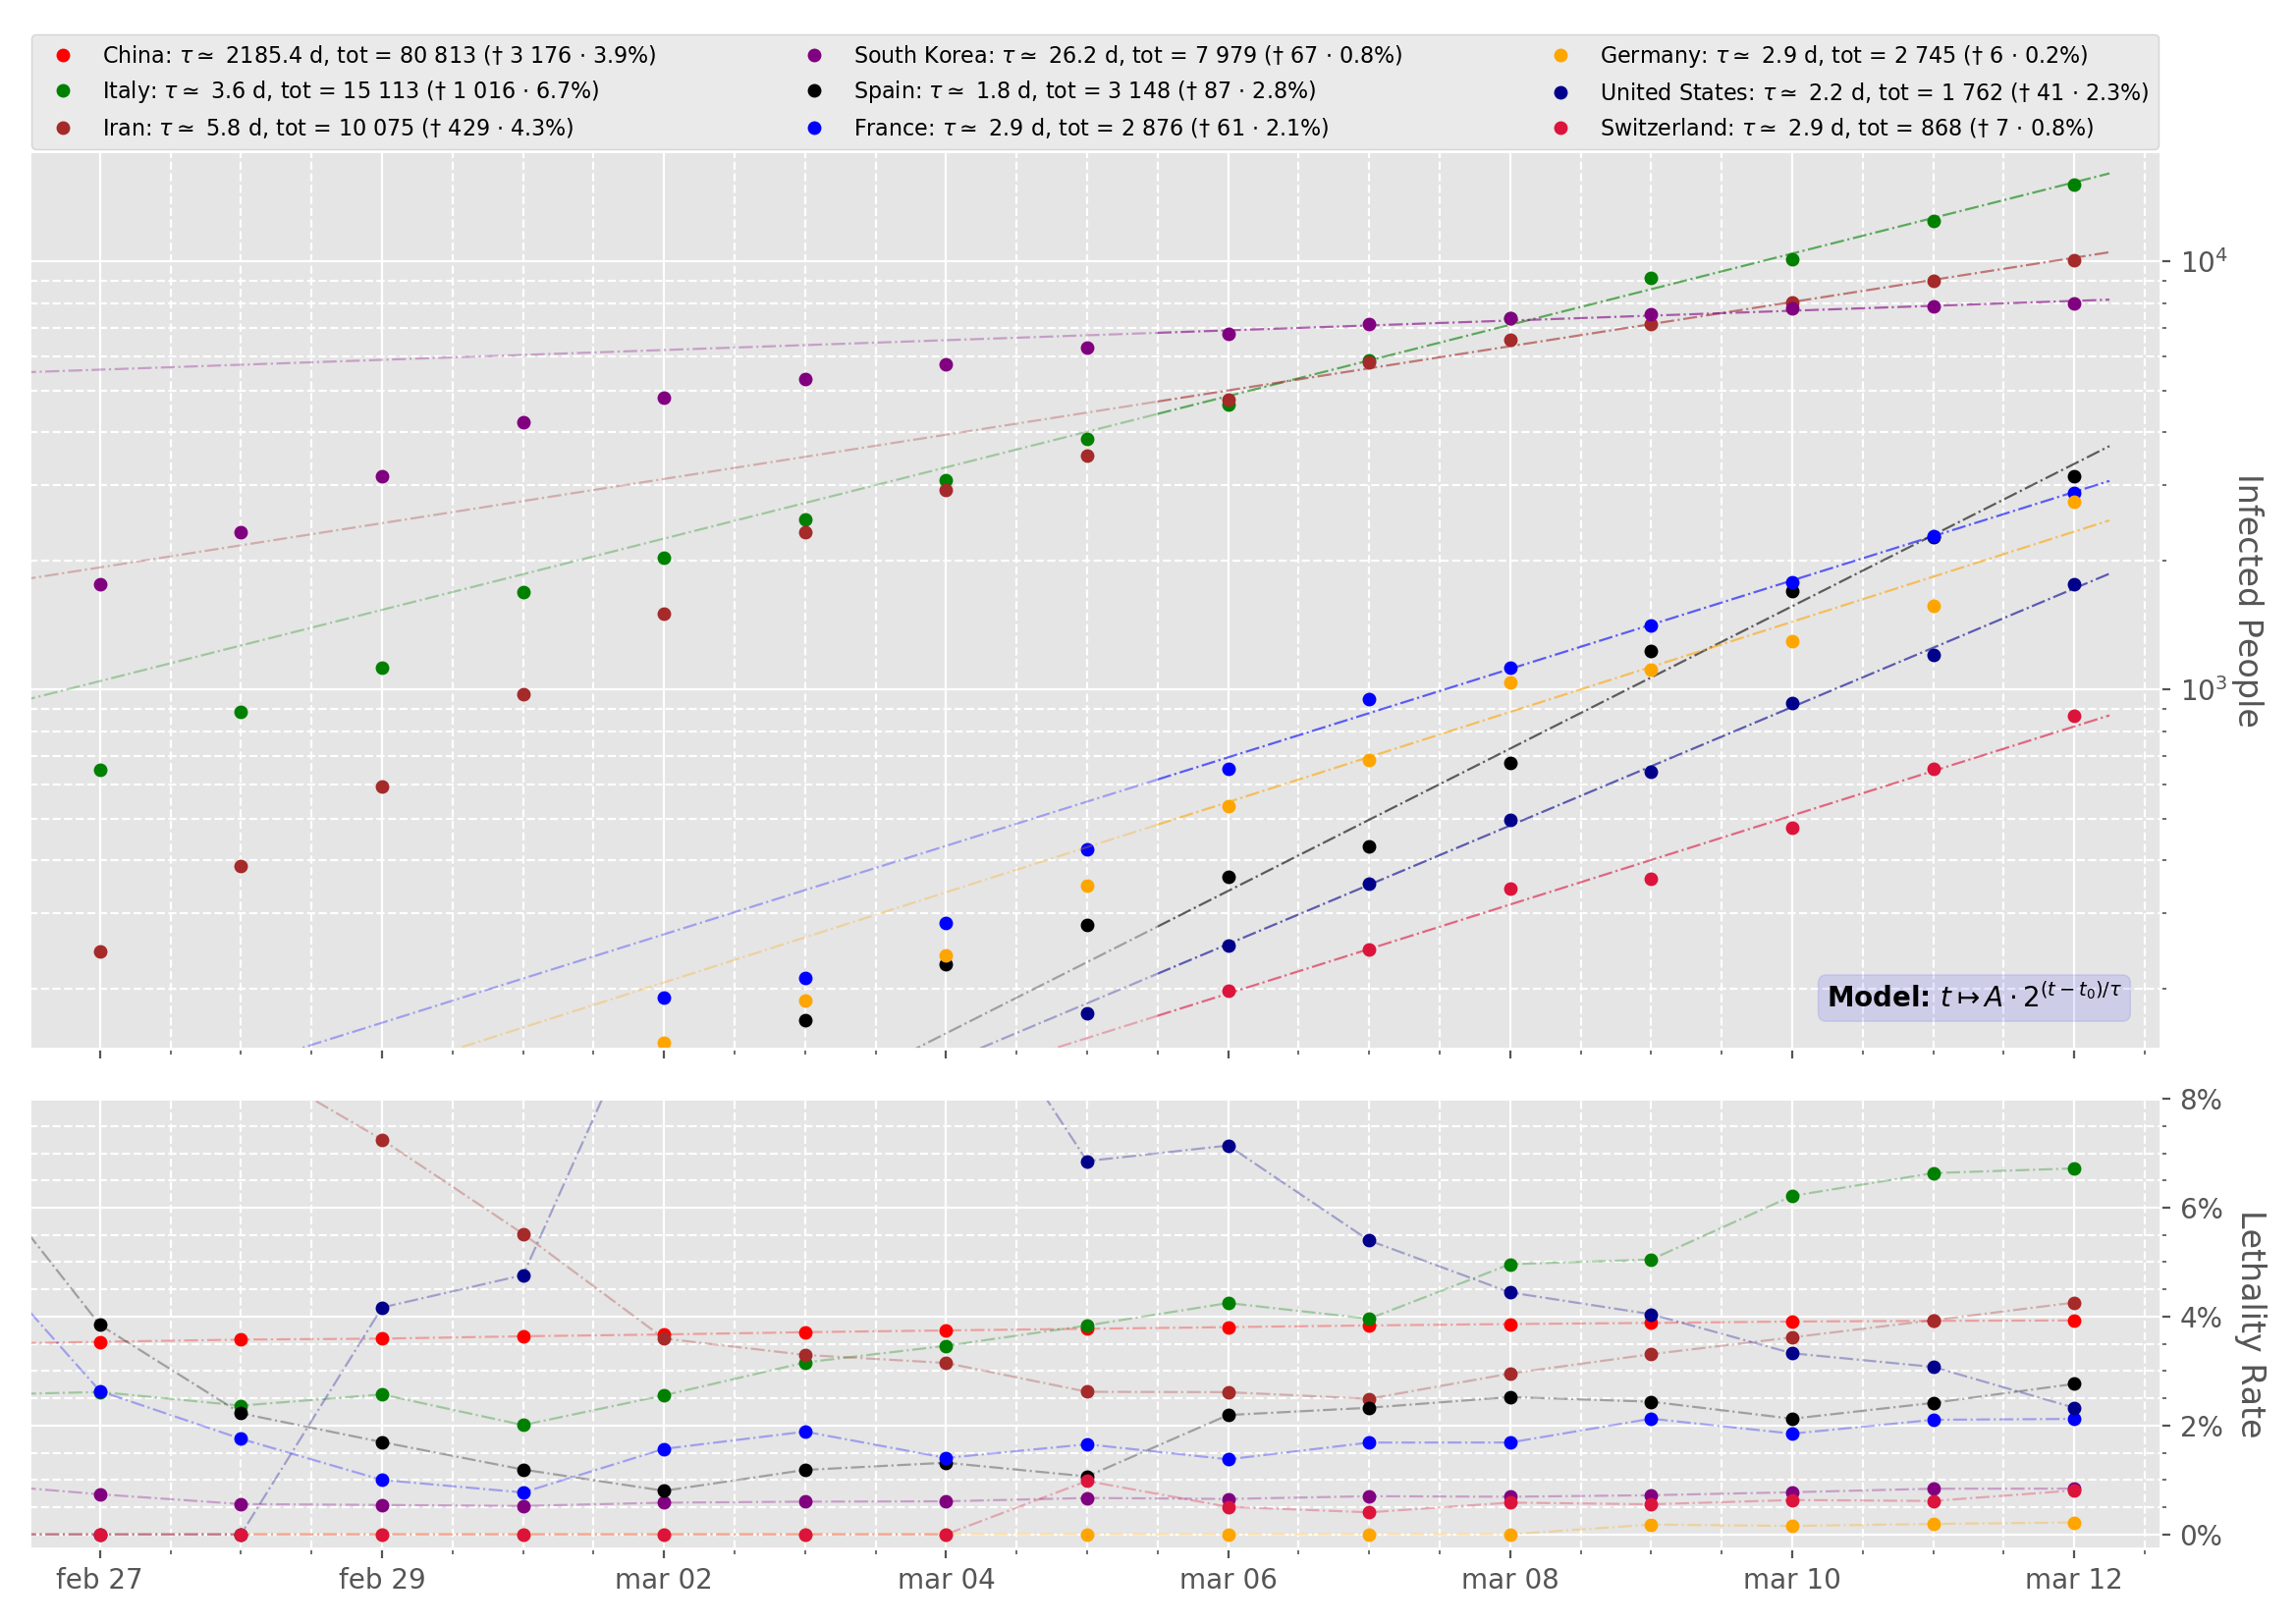 China: τ ≃ 2185.4 d, tot = 80 813 († 3 176 · 3.9%)
Italy: τ ≃ 3.6 d, tot = 15 113 († 1 016 · 6.7%)
Iran: τ ≃ 5.8 d, tot = 10 075 († 429 · 4.3%)
South Korea: τ ≃ 26.2 d, tot = 7 979 († 67 · 0.8%)
Spain: τ ≃ 1.8 d, tot = 3 148 († 87 · 2.8%)
France: τ ≃ 2.9 d, tot = 2 876 († 61 · 2.1%)
Germany: τ ≃ 2.9 d, tot = 2 745 († 6 · 0.2%)
United States: τ ≃ 2.2 d, tot = 1 762 († 41 · 2.3%)
Switzerland: τ ≃ 2.9 d, tot = 868 († 7 · 0.8%)
10⁴
10³
Infected People
Model: t ↦ A · 2^{(t − t₀)/τ}
8%
6%
4%
2%
0%
Lethality Rate
feb 27
feb 29
mar 02
mar 04
mar 06
mar 08
mar 10
mar 12